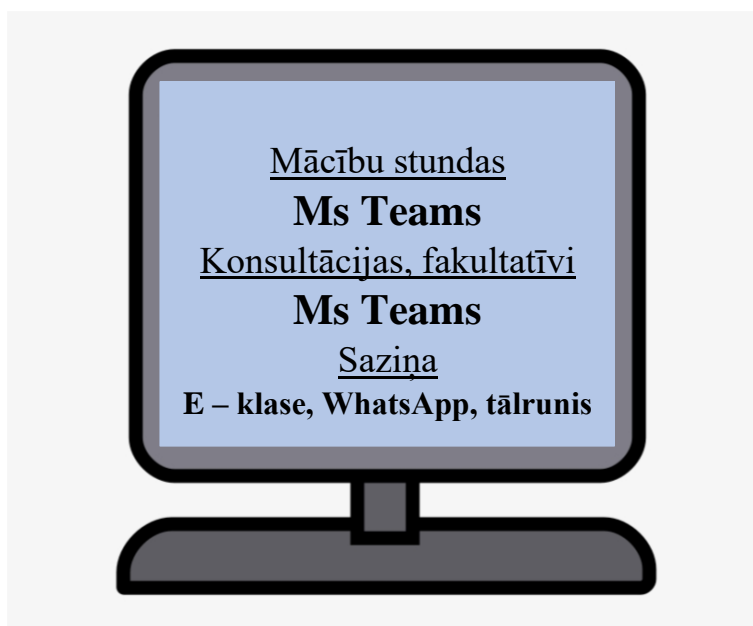 Mācību stundas
Ms Teams
Konsultācijas, fakultatīvi
Ms Teams
Saziņa
E – klase, WhatsApp, tālrunis